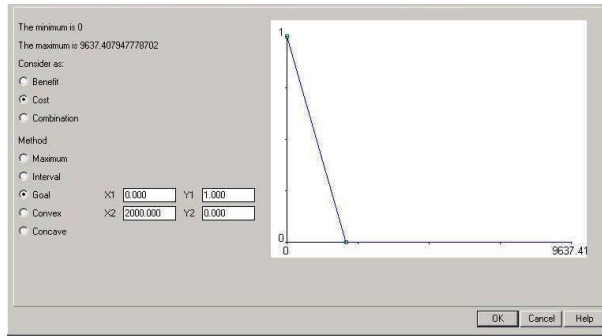 The minimum is 0
The maximum is 9637.407947778702
Consider as:
Benefit
Cost
Combination
Method
Maximum
Interval
Goal X1 0.000 Y1 1.000
Convex X2 2000.000 Y2 0.000
Concave
1
0
0 9637.41
OK Cancel Help